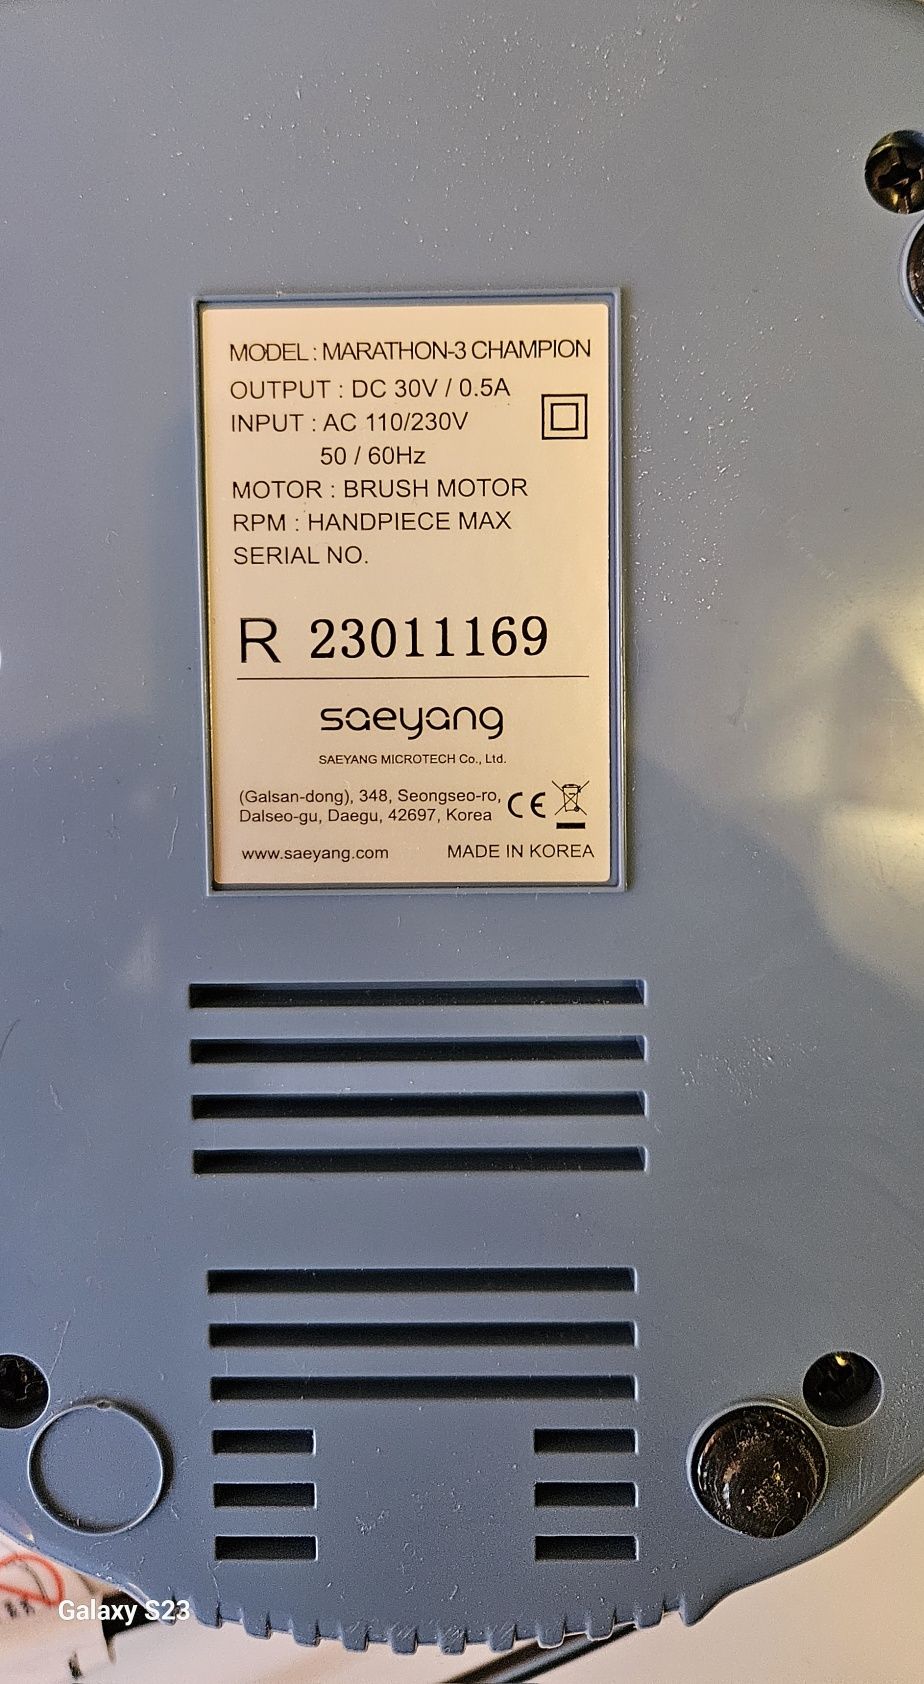 MODEL : MARATHON-3 CHAMPION
OUTPUT : DC 30V / 0.5A
INPUT : AC 110/230V
50 / 60Hz
MOTOR : BRUSH MOTOR
RPM : HANDPIECE MAX
SERIAL NO.
R 23011169
saeyang
SAEYANG MICROTECH Co., Ltd.
(Galsan-dong), 348, Seongseo-ro,
Dalseo-gu, Daegu, 42697, Korea
CE
www.saeyang.com MADE IN KOREA
Galaxy S23